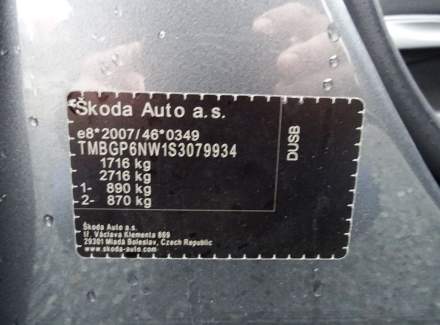 Škoda Auto a.s.
e8*2007/46*0349
TMBGP6NW1S3079934
1716 kg
2716 kg
1- 890 kg
2- 870 kg
DUSB
Škoda Auto a.s.
tř. Václava Klementa 869
29301 Mladá Boleslav, Czech Republic
www.skoda-auto.com